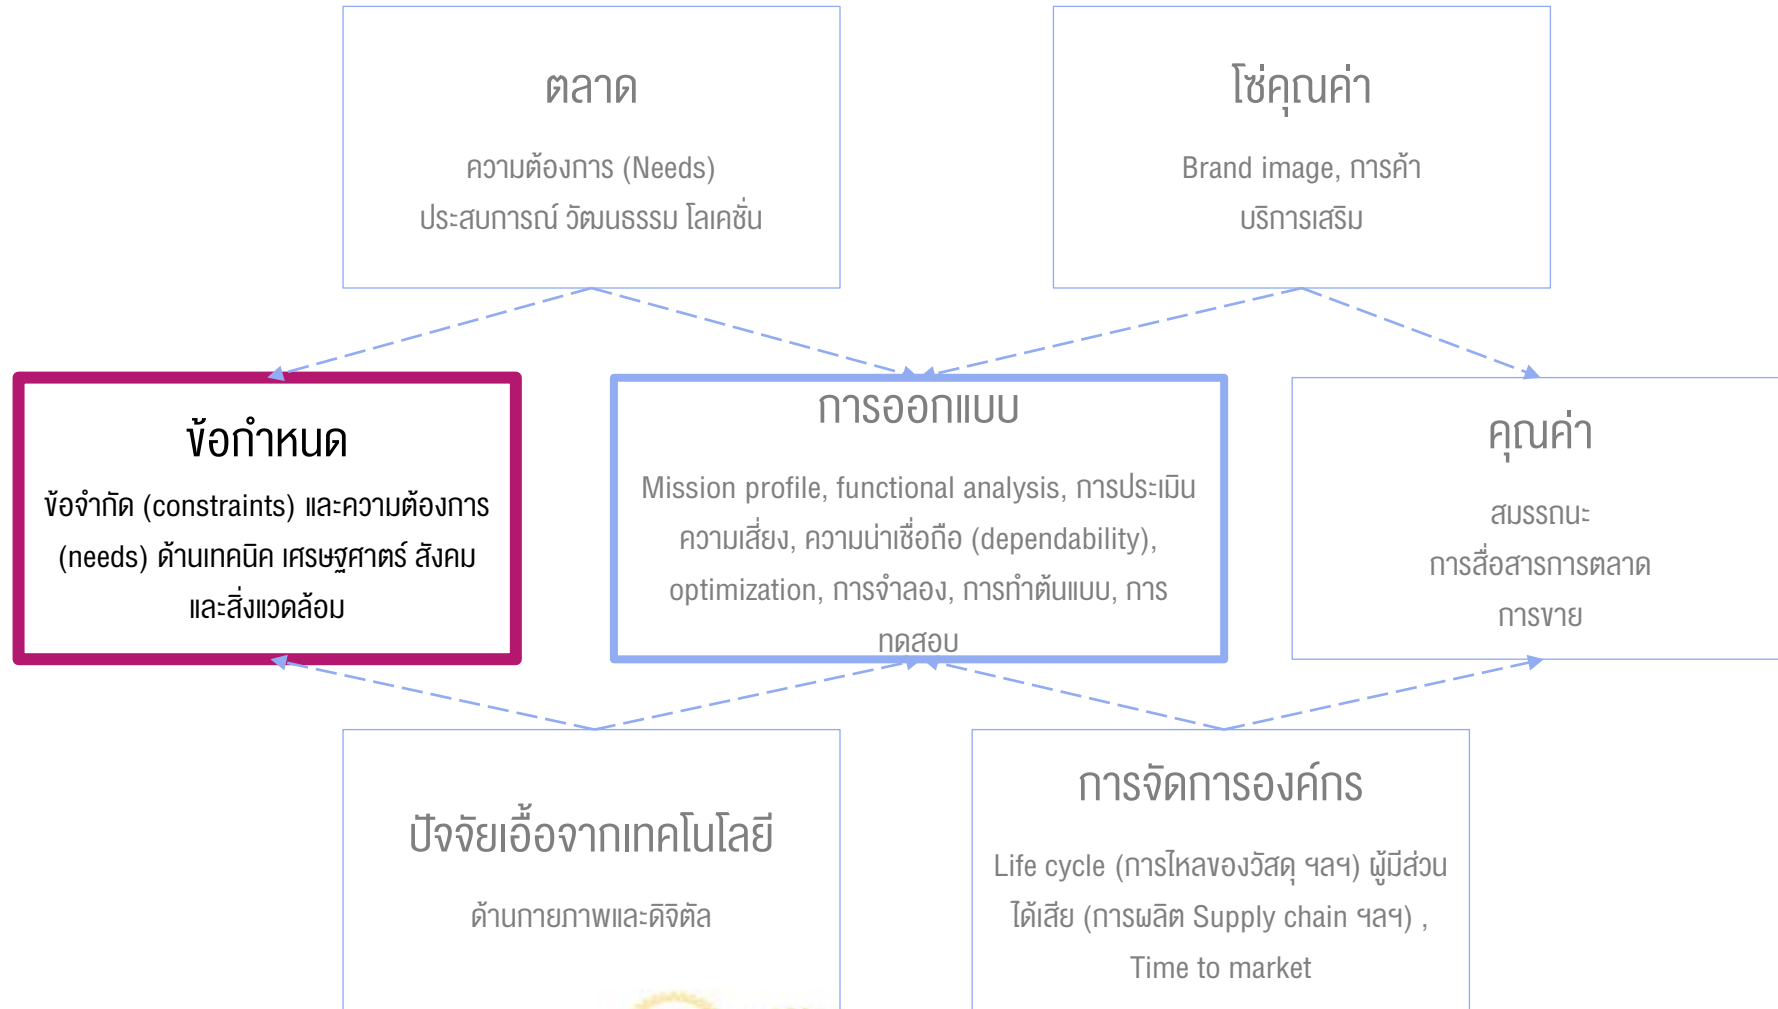 ตลาด
ความต้องการ (Needs)
ประสบการณ์ วัฒนธรรม โลเคชั่น
โซ่คุณค่า
Brand image, การค้า
บริการเสริม
ข้อกำหนด
ข้อจำกัด (constraints) และความต้องการ
(needs) ด้านเทคนิค เศรษฐศาตร์ สังคม
และสิ่งแวดล้อม
การออกแบบ
Mission profile, functional analysis, การประเมิน
ความเสี่ยง, ความน่าเชื่อถือ (dependability),
optimization, การจำลอง, การทำต้นแบบ, การ
ทดสอบ
คุณค่า
สมรรถนะ
การสื่อสารการตลาด
การขาย
ปัจจัยเอื้อจากเทคโนโลยี
ด้านกายภาพและดิจิตัล
การจัดการองค์กร
Life cycle (การไหลของวัสดุ ฯลฯ) ผู้มีส่วน
ได้เสีย (การผลิต Supply chain ฯลฯ) ,
Time to market